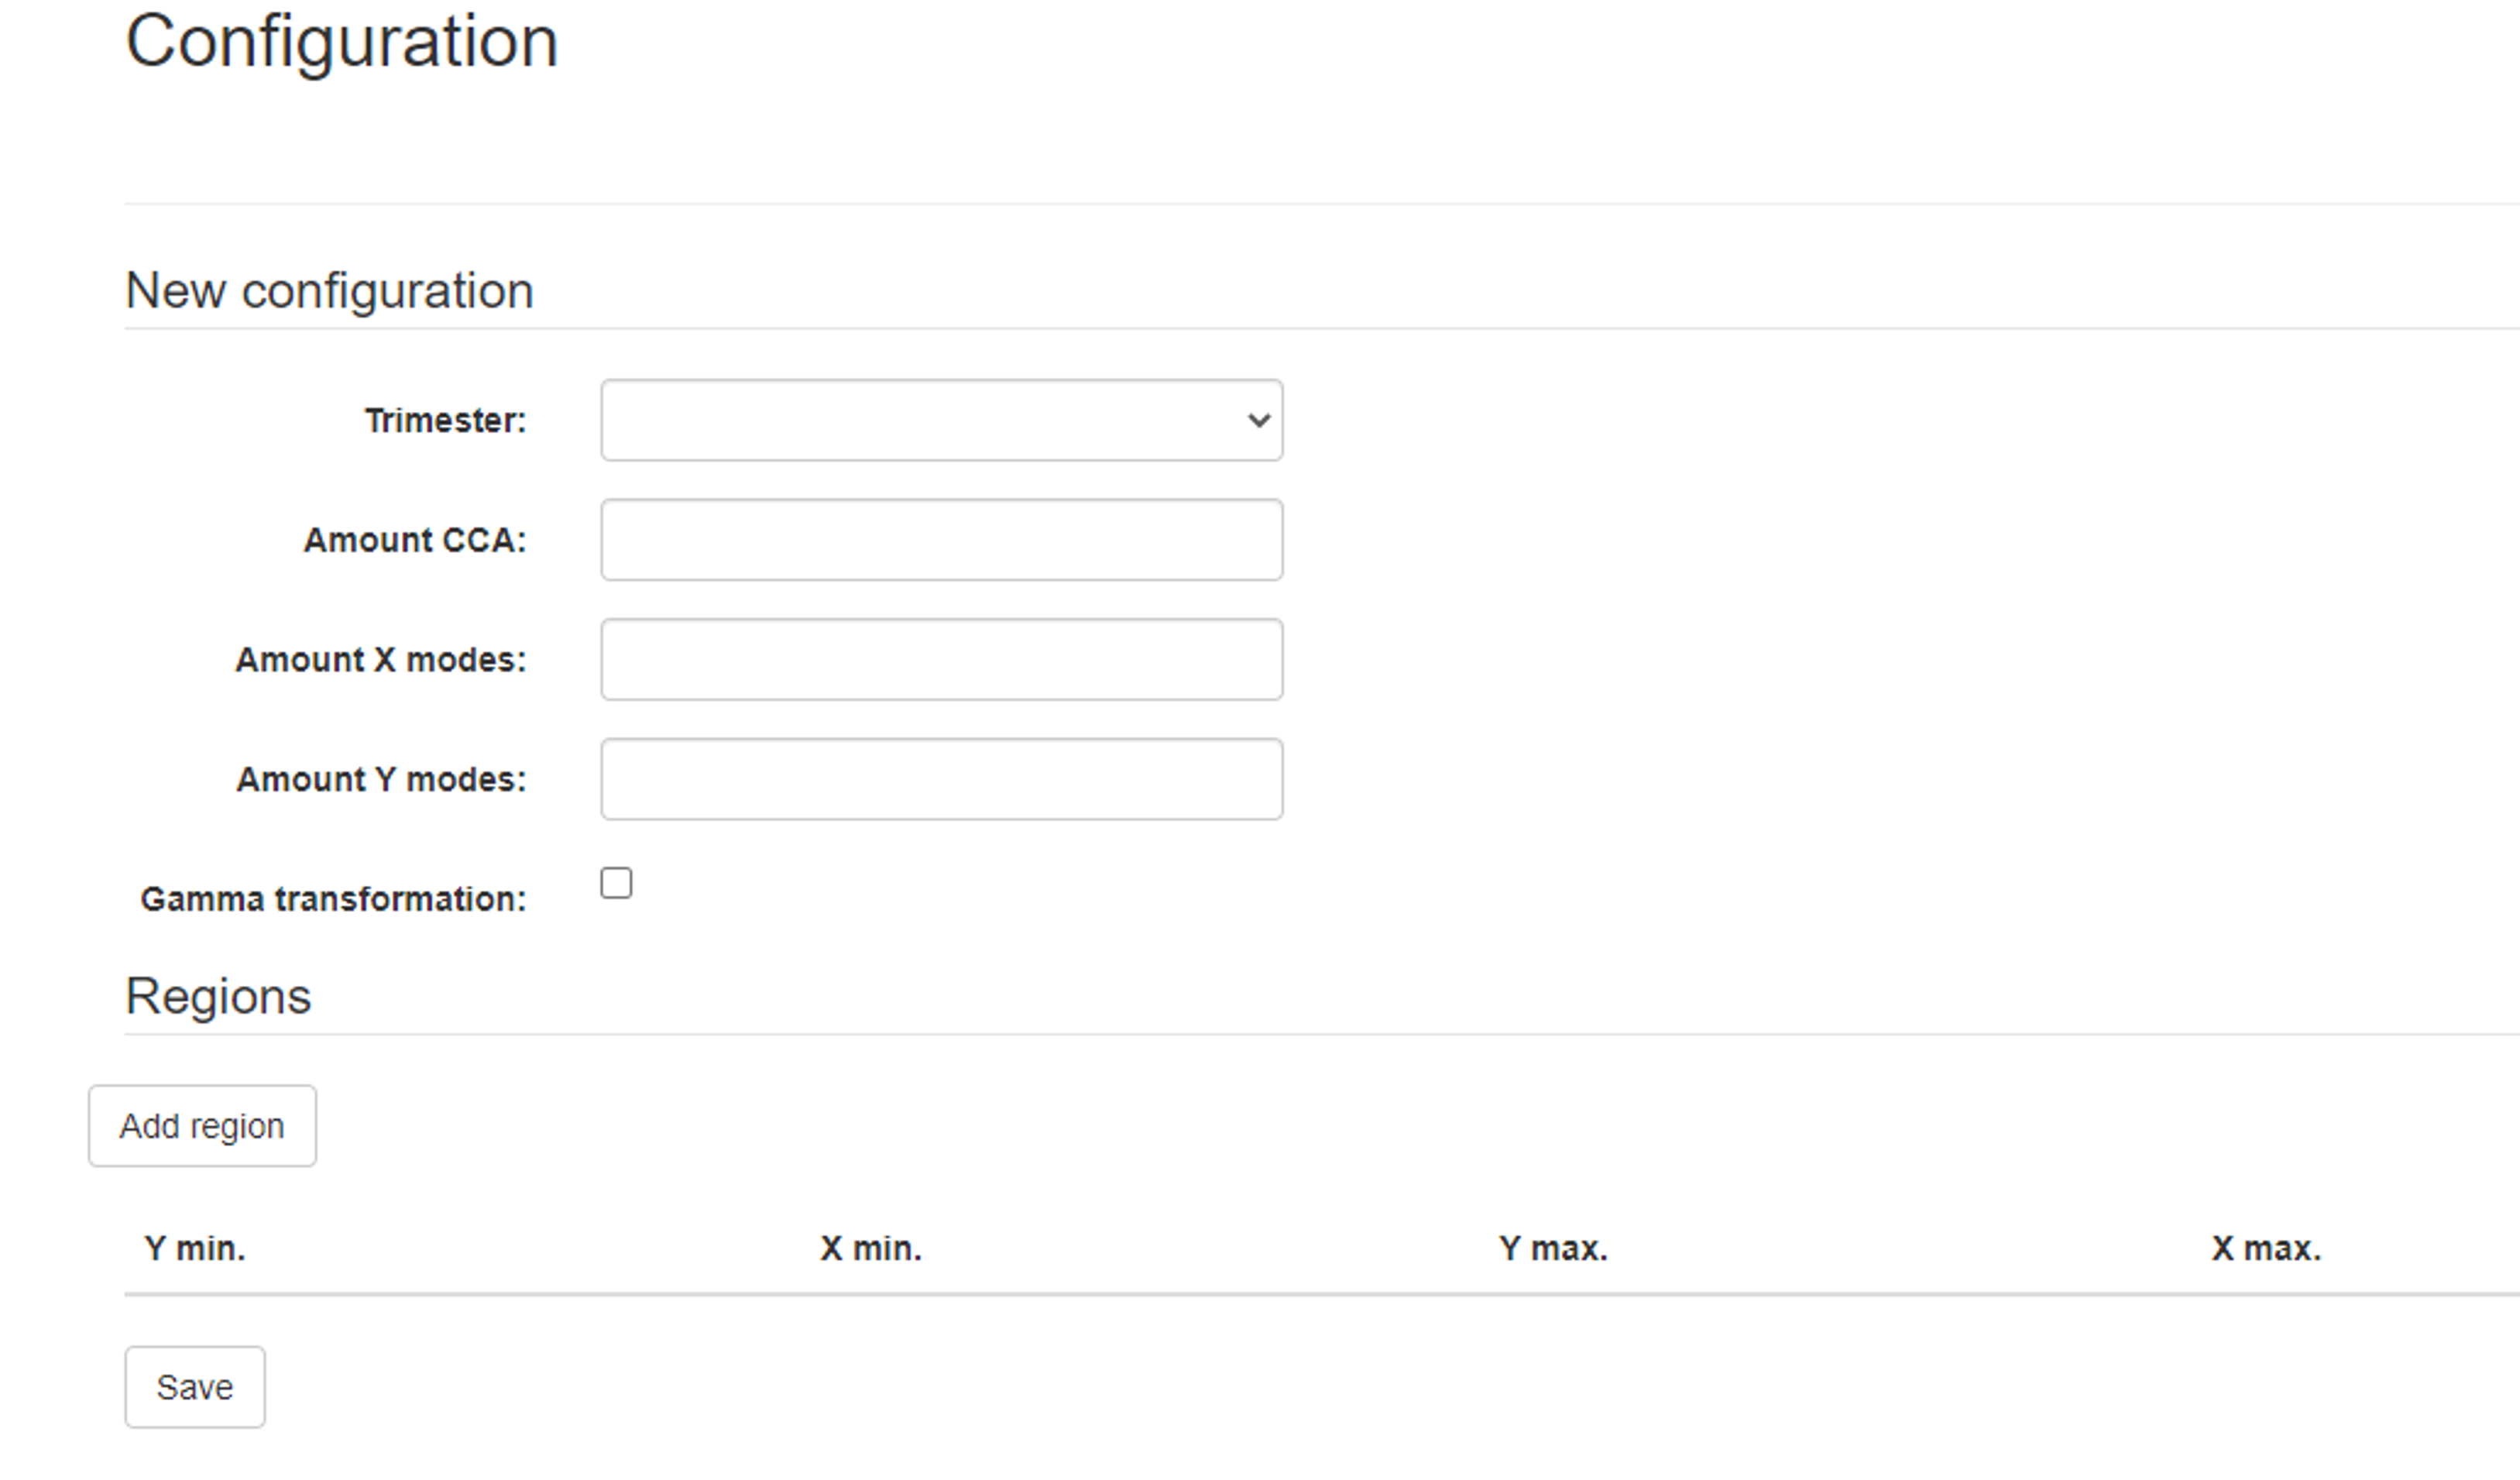 Configuration
New configuration
Trimester:
Amount CCA:
Amount X modes:
Amount Y modes:
Gamma transformation:
Regions
Add region
Y min. X min. Y max. X max.
Save